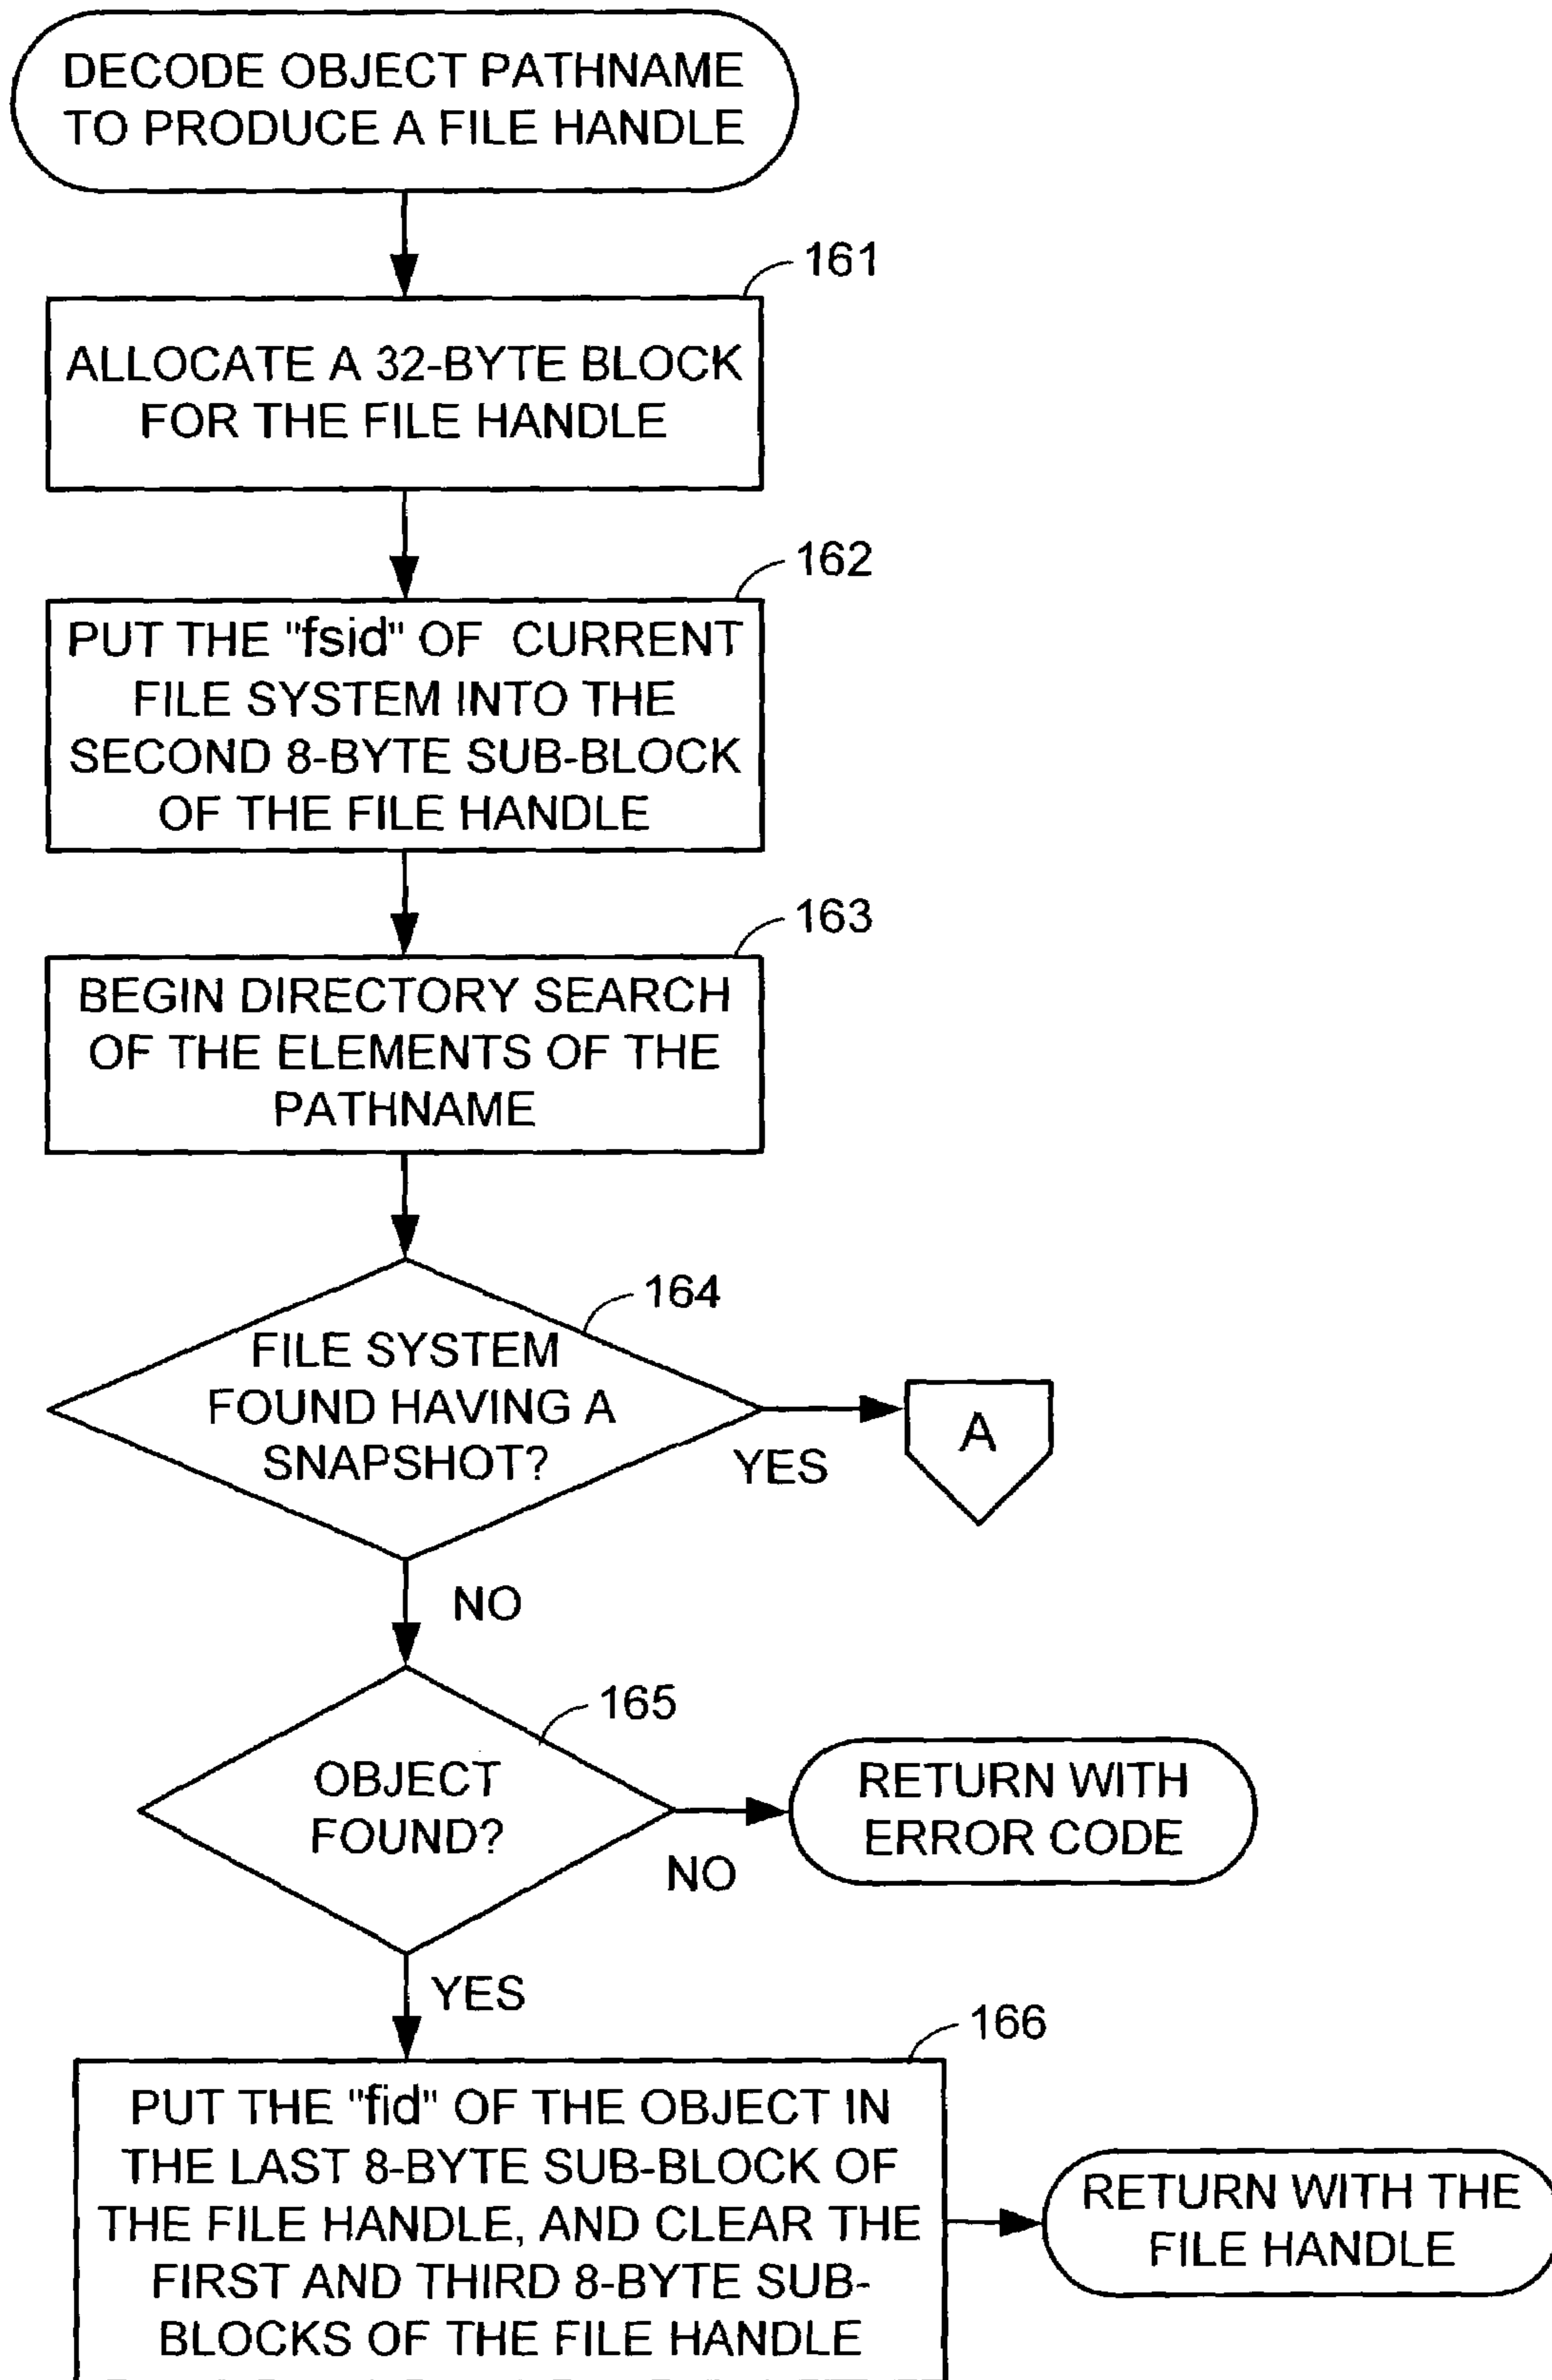 DECODE OBJECT PATHNAME
TO PRODUCE A FILE HANDLE
161
ALLOCATE A 32-BYTE BLOCK
FOR THE FILE HANDLE
162
PUT THE "fsid" OF CURRENT
FILE SYSTEM INTO THE
SECOND 8-BYTE SUB-BLOCK
OF THE FILE HANDLE
163
BEGIN DIRECTORY SEARCH
OF THE ELEMENTS OF THE
PATHNAME
164
FILE SYSTEM
FOUND HAVING A
SNAPSHOT?
YES
A
NO
165
OBJECT
FOUND?
NO
RETURN WITH
ERROR CODE
YES
166
PUT THE "fid" OF THE OBJECT IN
THE LAST 8-BYTE SUB-BLOCK OF
THE FILE HANDLE, AND CLEAR THE
FIRST AND THIRD 8-BYTE SUB-
BLOCKS OF THE FILE HANDLE
RETURN WITH THE
FILE HANDLE